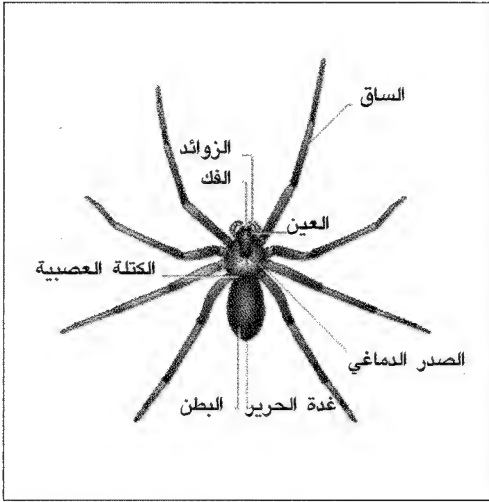 الساق
الزوائد
الفك
العين
الكتلة العصبية
الصدر الدماغي
غدة الحرير
البطن